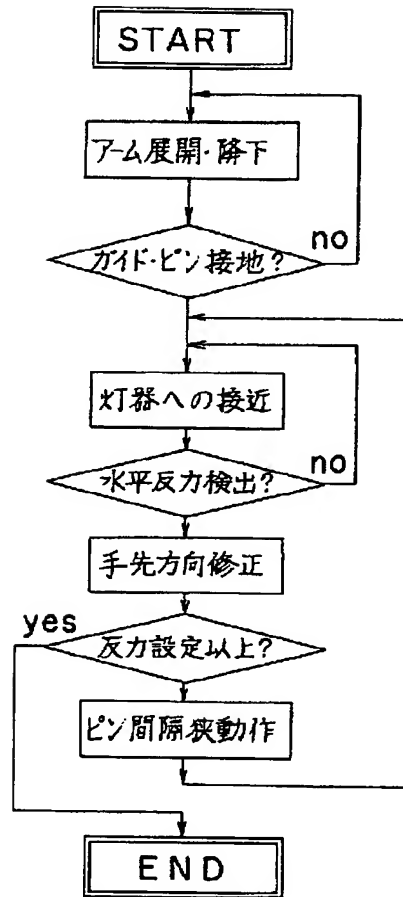 START
アーム展開・降下
ガイド・ピン接地?
no
灯器への接近
水平反力検出?
no
手先方向修正
yes
反力設定以上?
ピン間隔狭動作
END